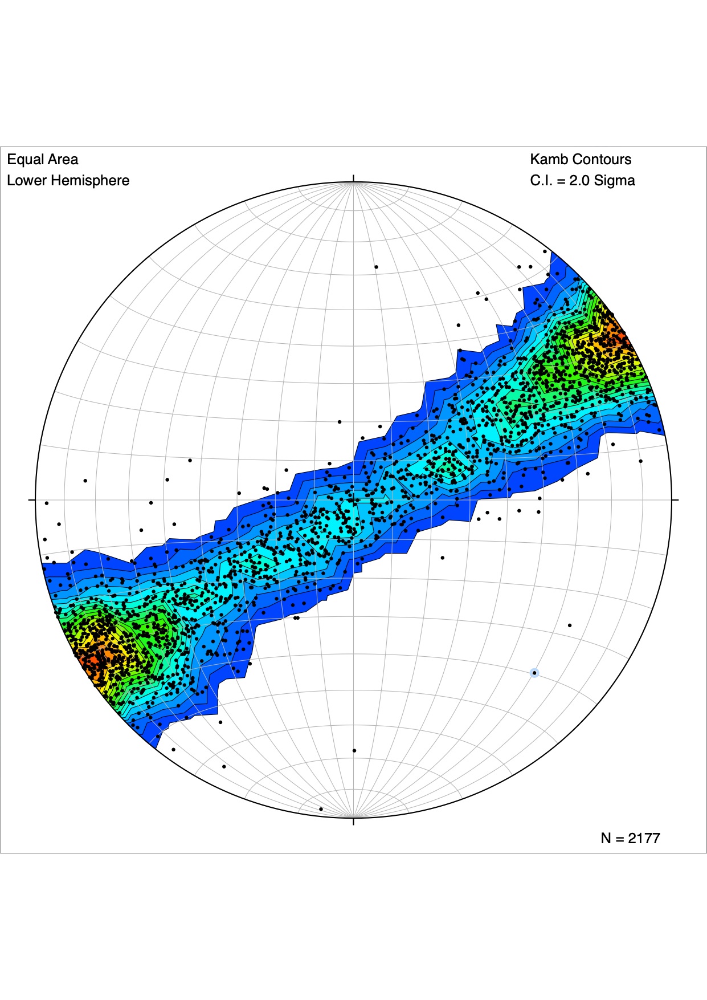 Equal Area
Lower Hemisphere
Kamb Contours
C.I. = 2.0 Sigma
N = 2177